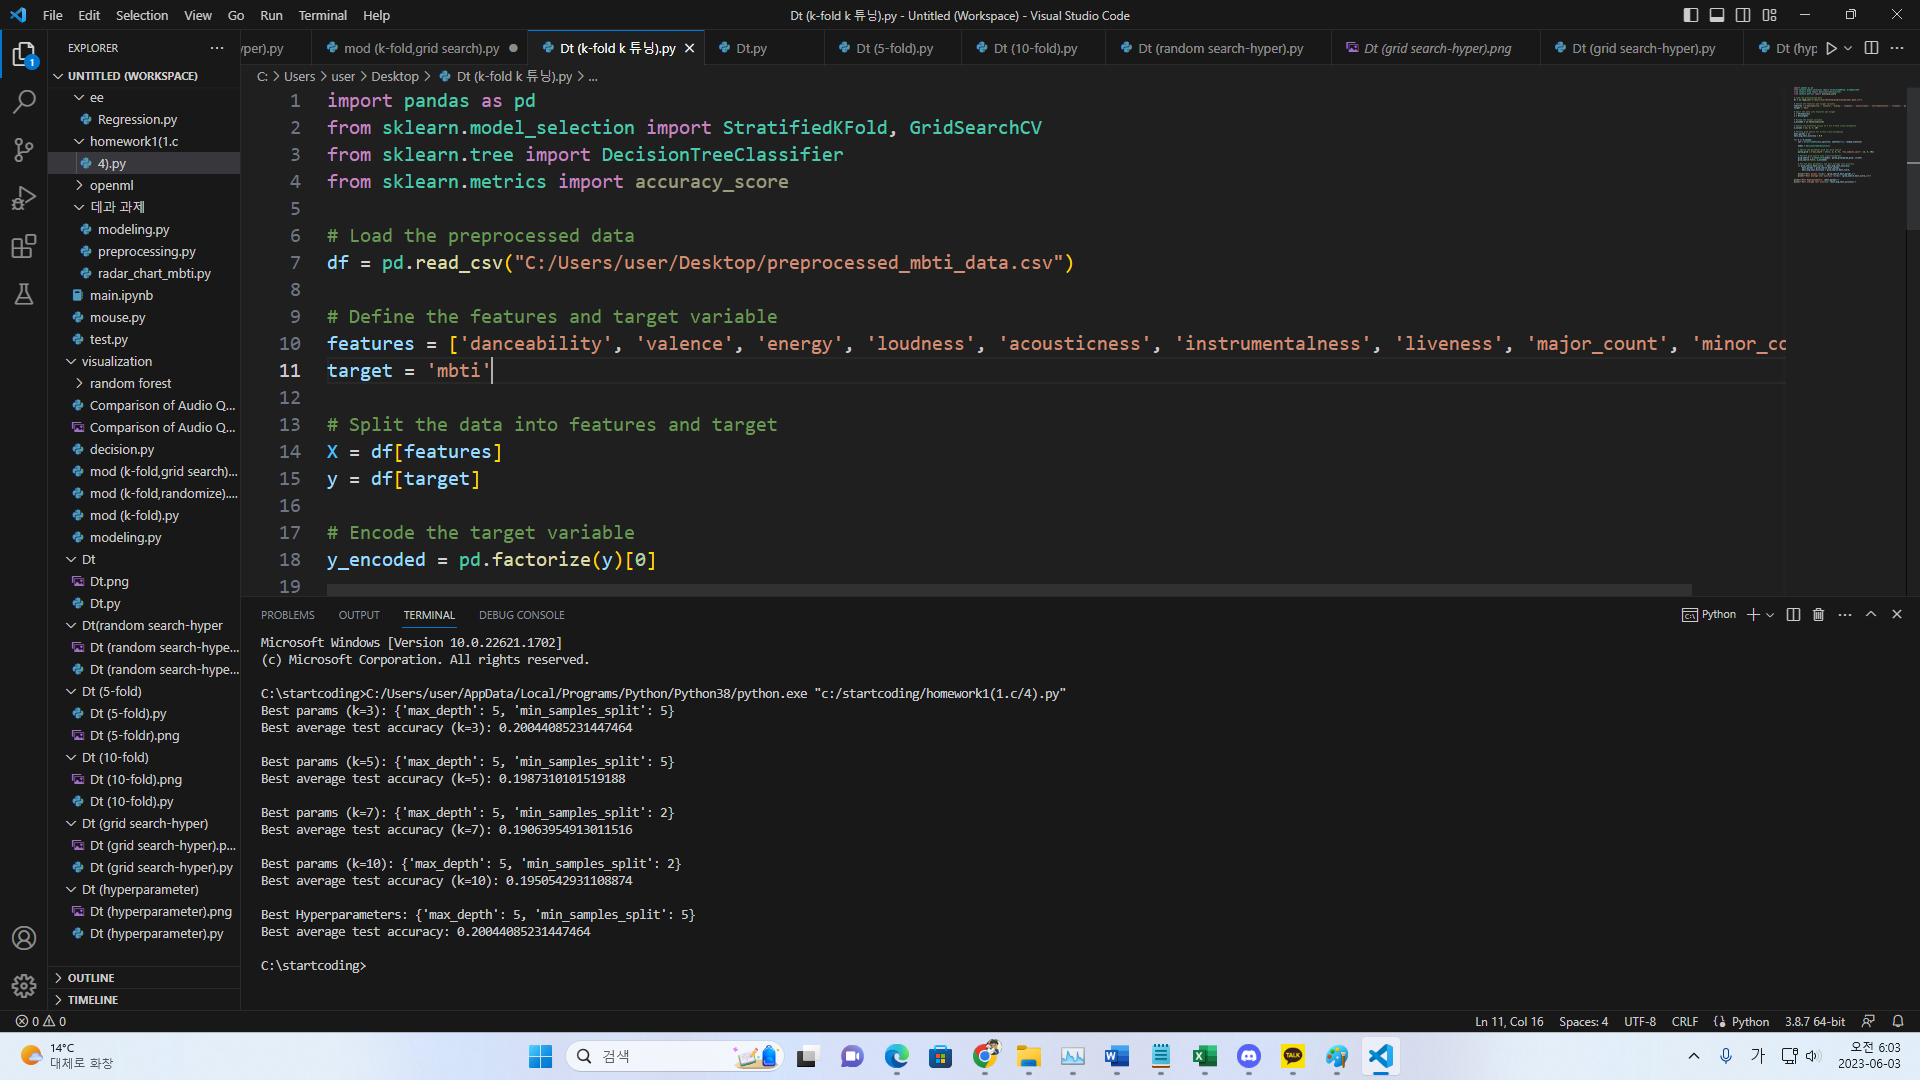 File Edit Selection View Go Run Terminal Help
Dt (k-fold k 튜닝).py - Untitled (Workspace) - Visual Studio Code
EXPLORER
yper).py
mod (k-fold,grid search).py
Dt (k-fold k 튜닝).py
Dt.py
Dt (5-fold).py
Dt (10-fold).py
Dt (random search-hyper).py
Dt (grid search-hyper).png
Dt (grid search-hyper).py
Dt (hyp
C: > Users > user > Desktop > Dt (k-fold k 튜닝).py > ...
1
UNTITLED (WORKSPACE)
ee
Regression.py
homework1(1.c
4).py
openml
데과 과제
modeling.py
preprocessing.py
radar_chart_mbti.py
main.ipynb
mouse.py
test.py
visualization
random forest
Comparison of Audio Q...
Comparison of Audio Q...
decision.py
mod (k-fold,grid search)...
mod (k-fold,randomize)....
mod (k-fold).py
modeling.py
Dt
Dt.png
Dt.py
Dt(random search-hyper
Dt (random search-hype...
Dt (random search-hype...
Dt (5-fold)
Dt (5-fold).py
Dt (5-foldr).png
Dt (10-fold)
Dt (10-fold).png
Dt (10-fold).py
Dt (grid search-hyper)
Dt (grid search-hyper).p...
Dt (grid search-hyper).py
Dt (hyperparameter)
Dt (hyperparameter).png
Dt (hyperparameter).py
OUTLINE
TIMELINE
1 import pandas as pd
2 from sklearn.model_selection import StratifiedKFold, GridSearchCV
3 from sklearn.tree import DecisionTreeClassifier
4 from sklearn.metrics import accuracy_score
5
6 # Load the preprocessed data
7 df = pd.read_csv("C:/Users/user/Desktop/preprocessed_mbti_data.csv")
8
9 # Define the features and target variable
10 features = ['danceability', 'valence', 'energy', 'loudness', 'acousticness', 'instrumentalness', 'liveness', 'major_count', 'minor_co
11 target = 'mbti'
12
13 # Split the data into features and target
14 X = df[features]
15 y = df[target]
16
17 # Encode the target variable
18 y_encoded = pd.factorize(y)[0]
19
PROBLEMS OUTPUT TERMINAL DEBUG CONSOLE
Python
Microsoft Windows [Version 10.0.22621.1702]
(c) Microsoft Corporation. All rights reserved.
C:\startcoding>C:/Users/user/AppData/Local/Programs/Python/Python38/python.exe "c:/startcoding/homework1(1.c/4).py"
Best params (k=3): {'max_depth': 5, 'min_samples_split': 5}
Best average test accuracy (k=3): 0.20044085231447464
Best params (k=5): {'max_depth': 5, 'min_samples_split': 5}
Best average test accuracy (k=5): 0.1987310101519188
Best params (k=7): {'max_depth': 5, 'min_samples_split': 2}
Best average test accuracy (k=7): 0.19063954913011516
Best params (k=10): {'max_depth': 5, 'min_samples_split': 2}
Best average test accuracy (k=10): 0.1950542931108874
Best Hyperparameters: {'max_depth': 5, 'min_samples_split': 5}
Best average test accuracy: 0.20044085231447464
C:\startcoding>
0 0
Ln 11, Col 16 Spaces: 4 UTF-8 CRLF Python 3.8.7 64-bit
14°C
대체로 화창
검색
TALK
가
오전 6:03
2023-06-03